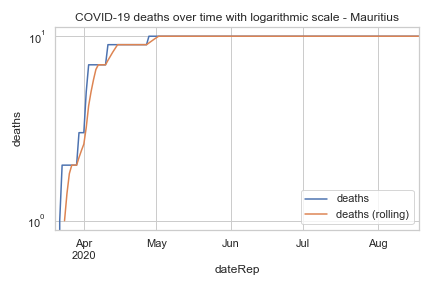 COVID-19 deaths over time with logarithmic scale - Mauritius
10¹
deaths
10⁰
deaths
deaths (rolling)
Apr
2020
May
Jun
Jul
Aug
dateRep